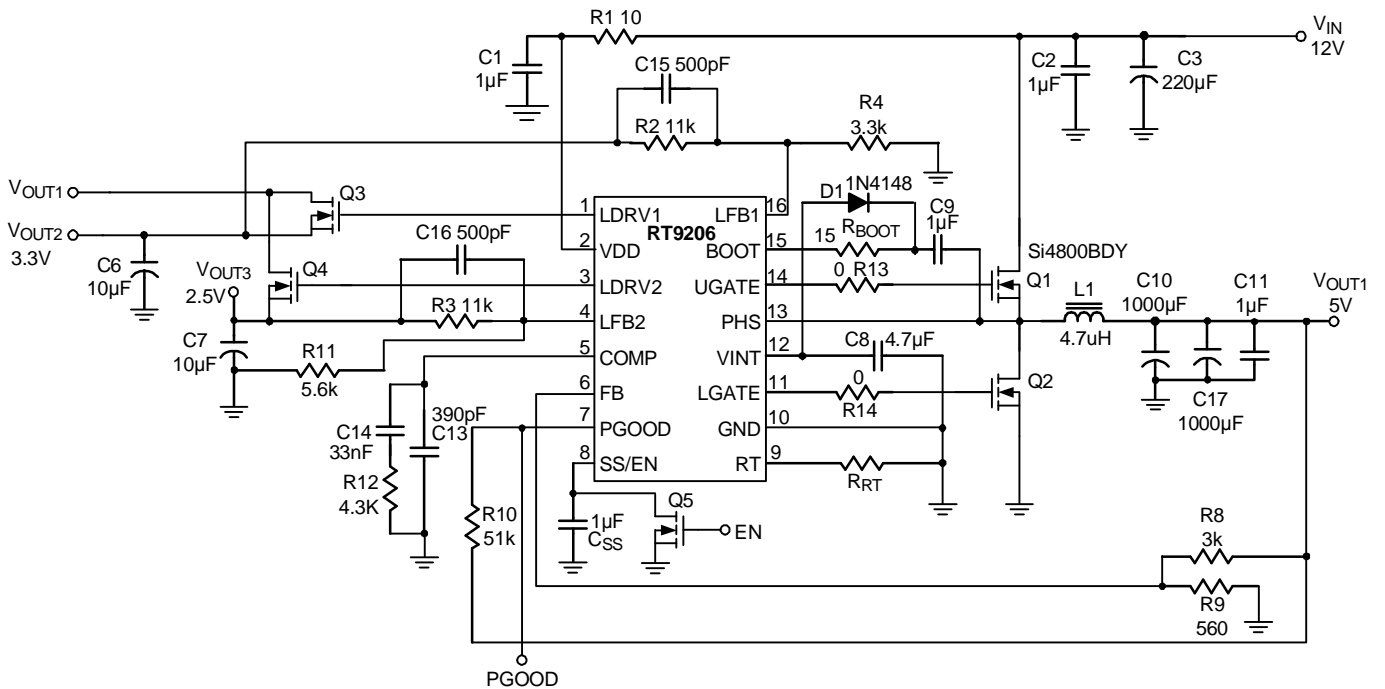 R1 10
V_IN
12V
C1
1µF
C2
1µF
C3
220µF
C15 500pF
R2 11k
R4
3.3k
V_OUT1
Q3
V_OUT2
3.3V
C6
10µF
1 LDRV1
2 VDD
3 LDRV2
4 LFB2
5 COMP
6 FB
7 PGOOD
8 SS/EN
RT9206
LFB1 16
BOOT 15
UGATE 14
PHS 13
VINT 12
LGATE 11
GND 10
RT 9
D1 1N4148
C9
1µF
15 R_BOOT
0 R13
Si4800BDY
Q1
C16 500pF
V_OUT3
2.5V
Q4
R3 11k
C7
10µF
R11
5.6k
L1
4.7uH
C10
1000µF
C11
1µF
V_OUT1
5V
C8 4.7µF
0
R14
Q2
C17
1000µF
390pF
C13
C14
33nF
R12
4.3K
R_RT
R10
51k
1µF
C_SS
Q5
EN
R8
3k
R9
560
PGOOD